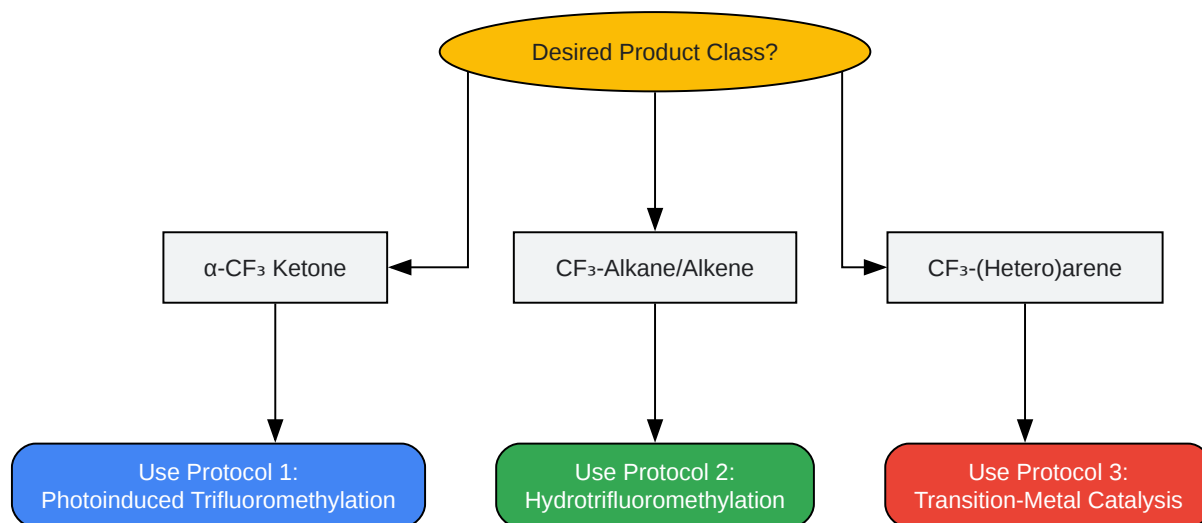 Desired Product Class?
α-CF₃ Ketone
CF₃-Alkane/Alkene
CF₃-(Hetero)arene
Use Protocol 1:
Photoinduced Trifluoromethylation
Use Protocol 2:
Hydrotrifluoromethylation
Use Protocol 3:
Transition-Metal Catalysis